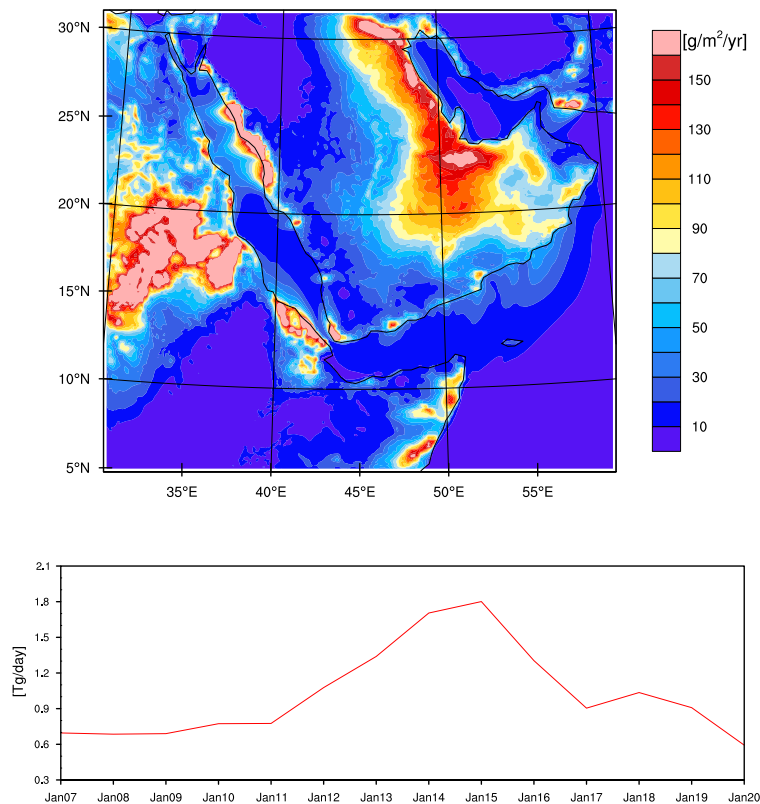 30°N
25°N
20°N
15°N
10°N
5°N
35°E 40°E 45°E 50°E 55°E
[g/m²/yr]
150
130
110
90
70
50
30
10
[Tg/day]
2.1
1.8
1.5
1.2
0.9
0.6
0.3
Jan07 Jan08 Jan09 Jan10 Jan11 Jan12 Jan13 Jan14 Jan15 Jan16 Jan17 Jan18 Jan19 Jan20